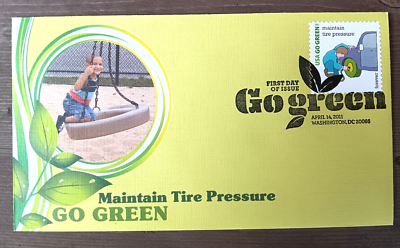 maintain
tire pressure
USA GO GREEN
FIRST DAY
OF ISSUE
Go green
APRIL 14, 2011
WASHINGTON, DC 20066
Maintain Tire Pressure
GO GREEN